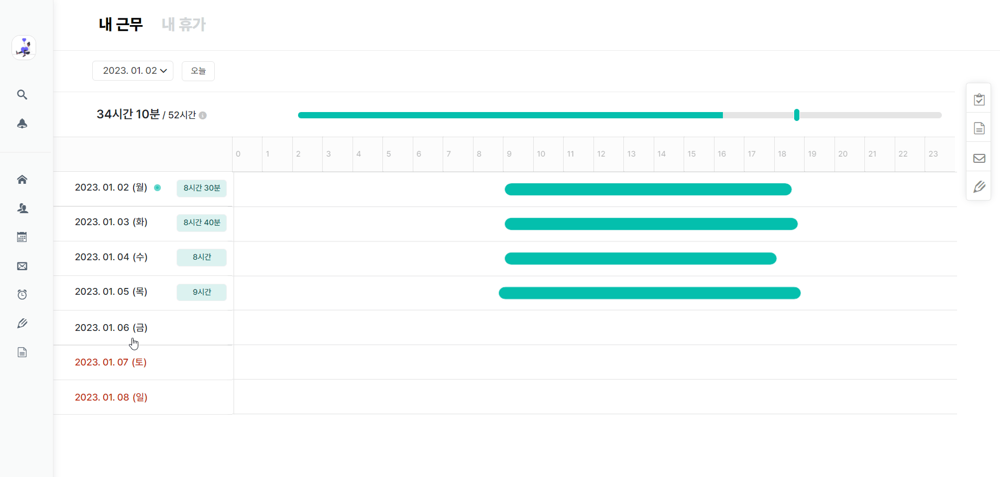 내 근무 내 휴가
2023. 01. 02 오늘
34시간 10분 / 52시간
0 1 2 3 4 5 6 7 8 9 10 11 12 13 14 15 16 17 18 19 20 21 22 23
2023. 01. 02 (월) 8시간 30분
2023. 01. 03 (화) 8시간 40분
2023. 01. 04 (수) 8시간
2023. 01. 05 (목) 9시간
2023. 01. 06 (금)
2023. 01. 07 (토)
2023. 01. 08 (일)